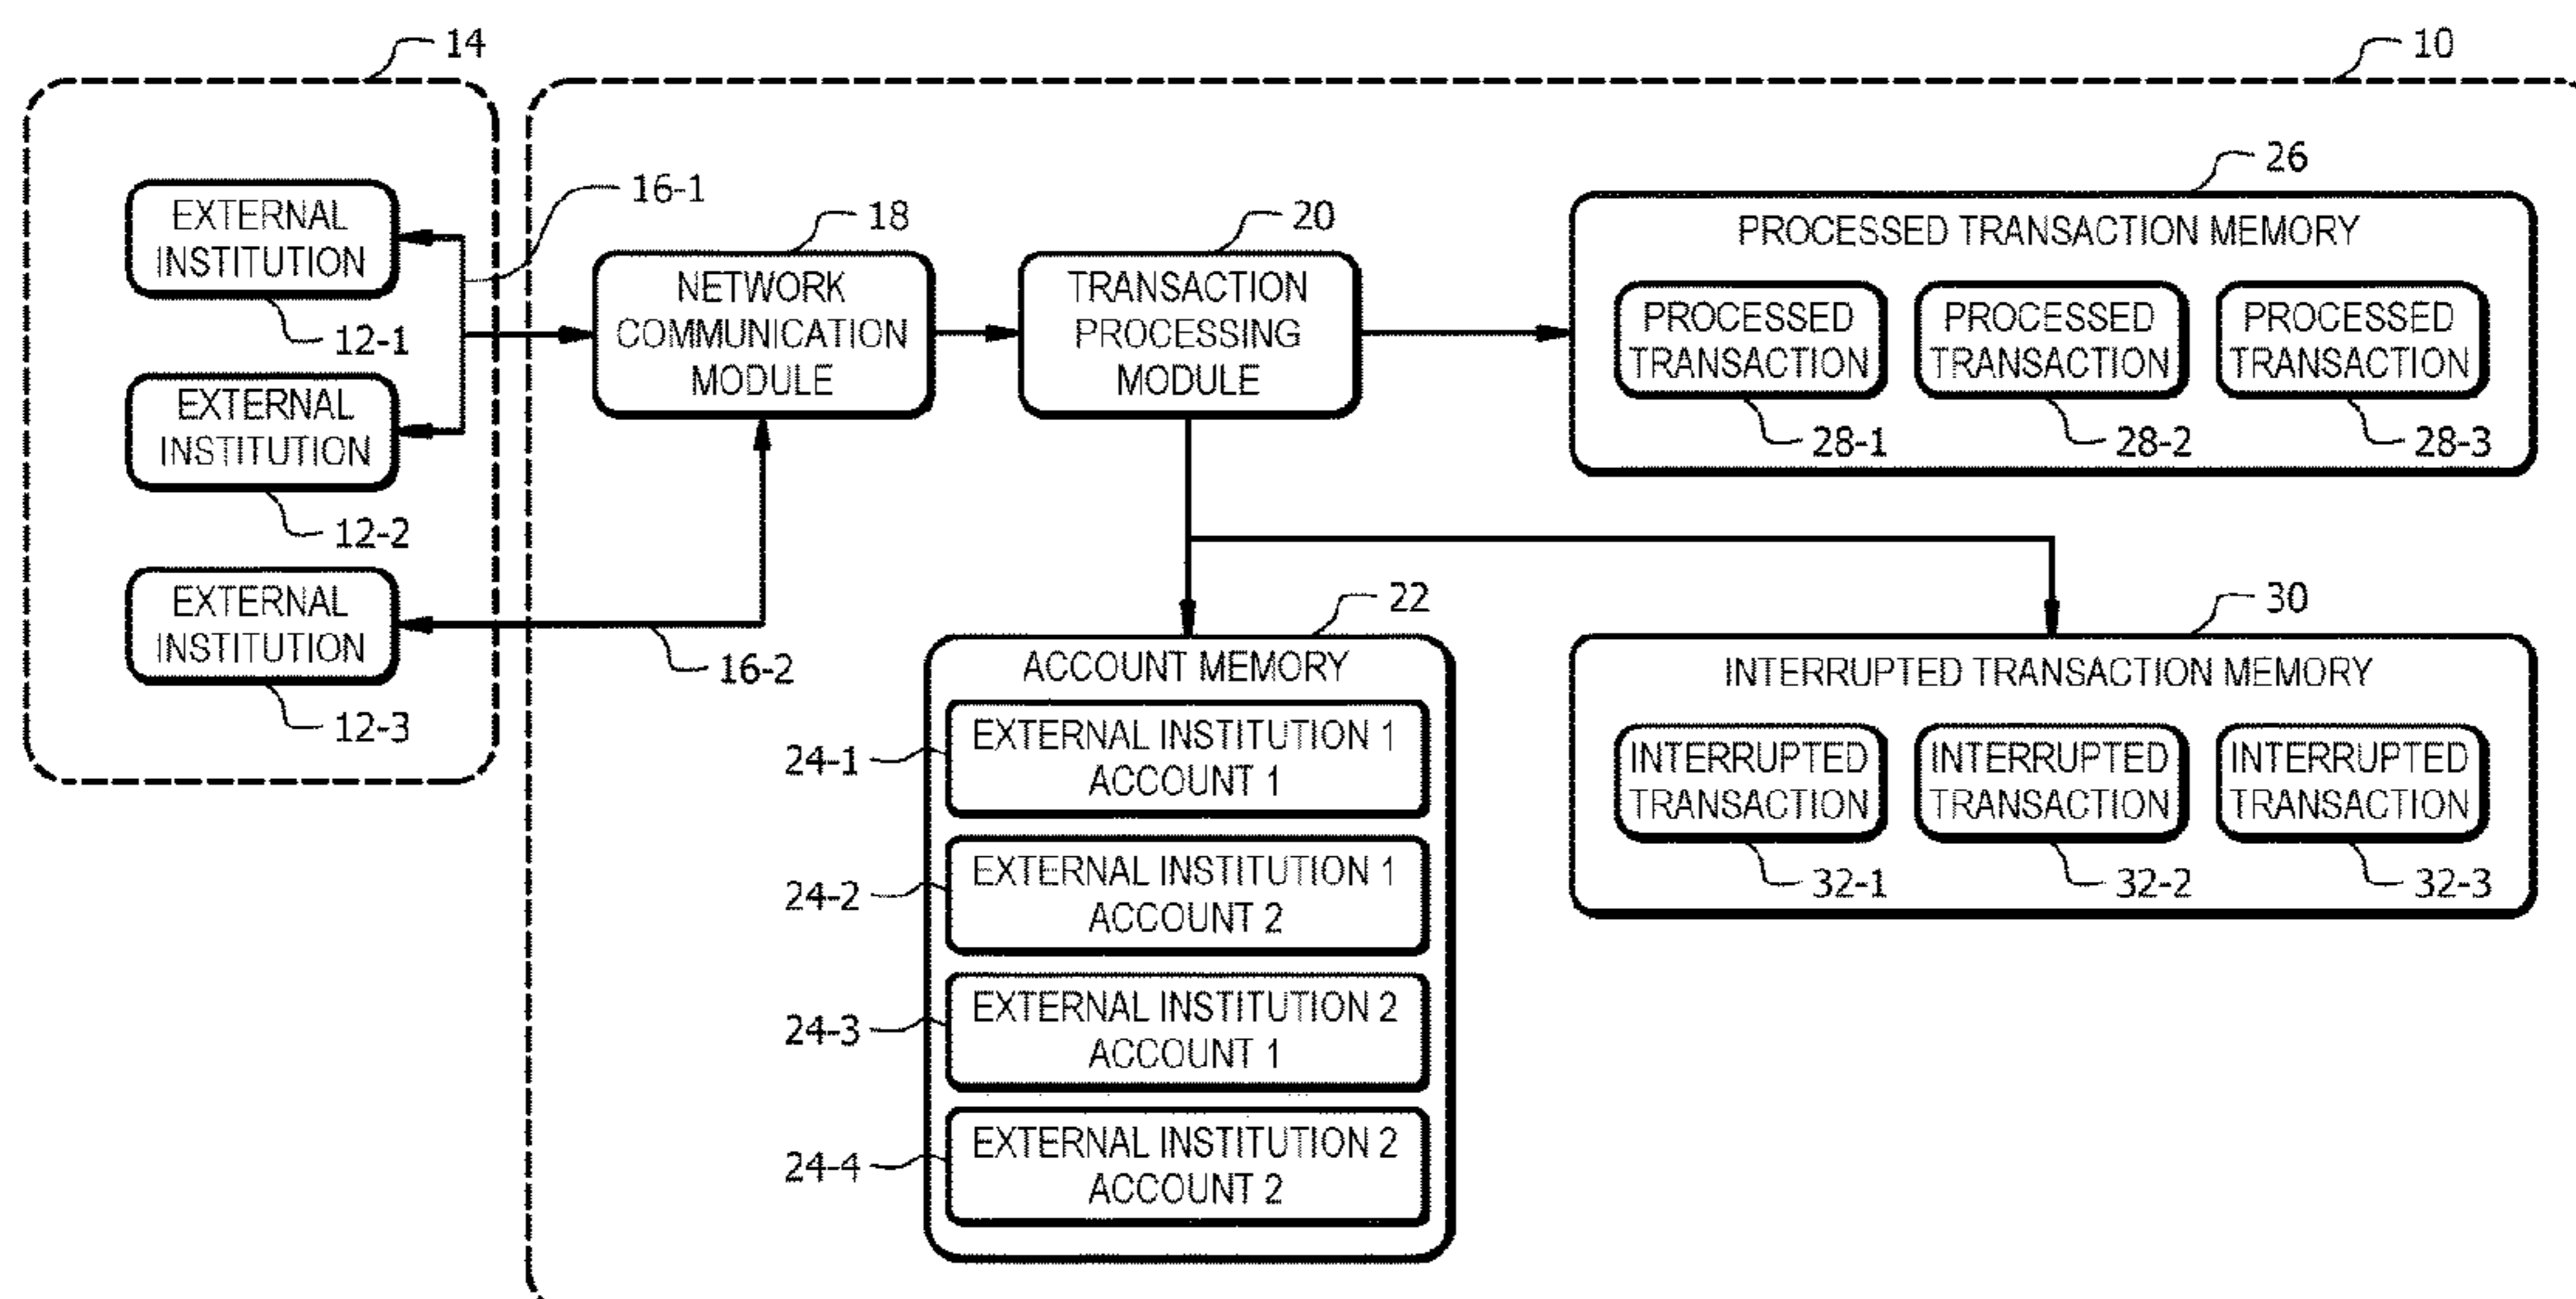 14
10
EXTERNAL
INSTITUTION
12-1
EXTERNAL
INSTITUTION
12-2
EXTERNAL
INSTITUTION
12-3
16-1
16-2
18
NETWORK
COMMUNICATION
MODULE
20
TRANSACTION
PROCESSING
MODULE
26
PROCESSED TRANSACTION MEMORY
PROCESSED
TRANSACTION
28-1
PROCESSED
TRANSACTION
28-2
PROCESSED
TRANSACTION
28-3
22
ACCOUNT MEMORY
24-1
EXTERNAL INSTITUTION 1
ACCOUNT 1
24-2
EXTERNAL INSTITUTION 1
ACCOUNT 2
24-3
EXTERNAL INSTITUTION 2
ACCOUNT 1
24-4
EXTERNAL INSTITUTION 2
ACCOUNT 2
30
INTERRUPTED TRANSACTION MEMORY
INTERRUPTED
TRANSACTION
32-1
INTERRUPTED
TRANSACTION
32-2
INTERRUPTED
TRANSACTION
32-3